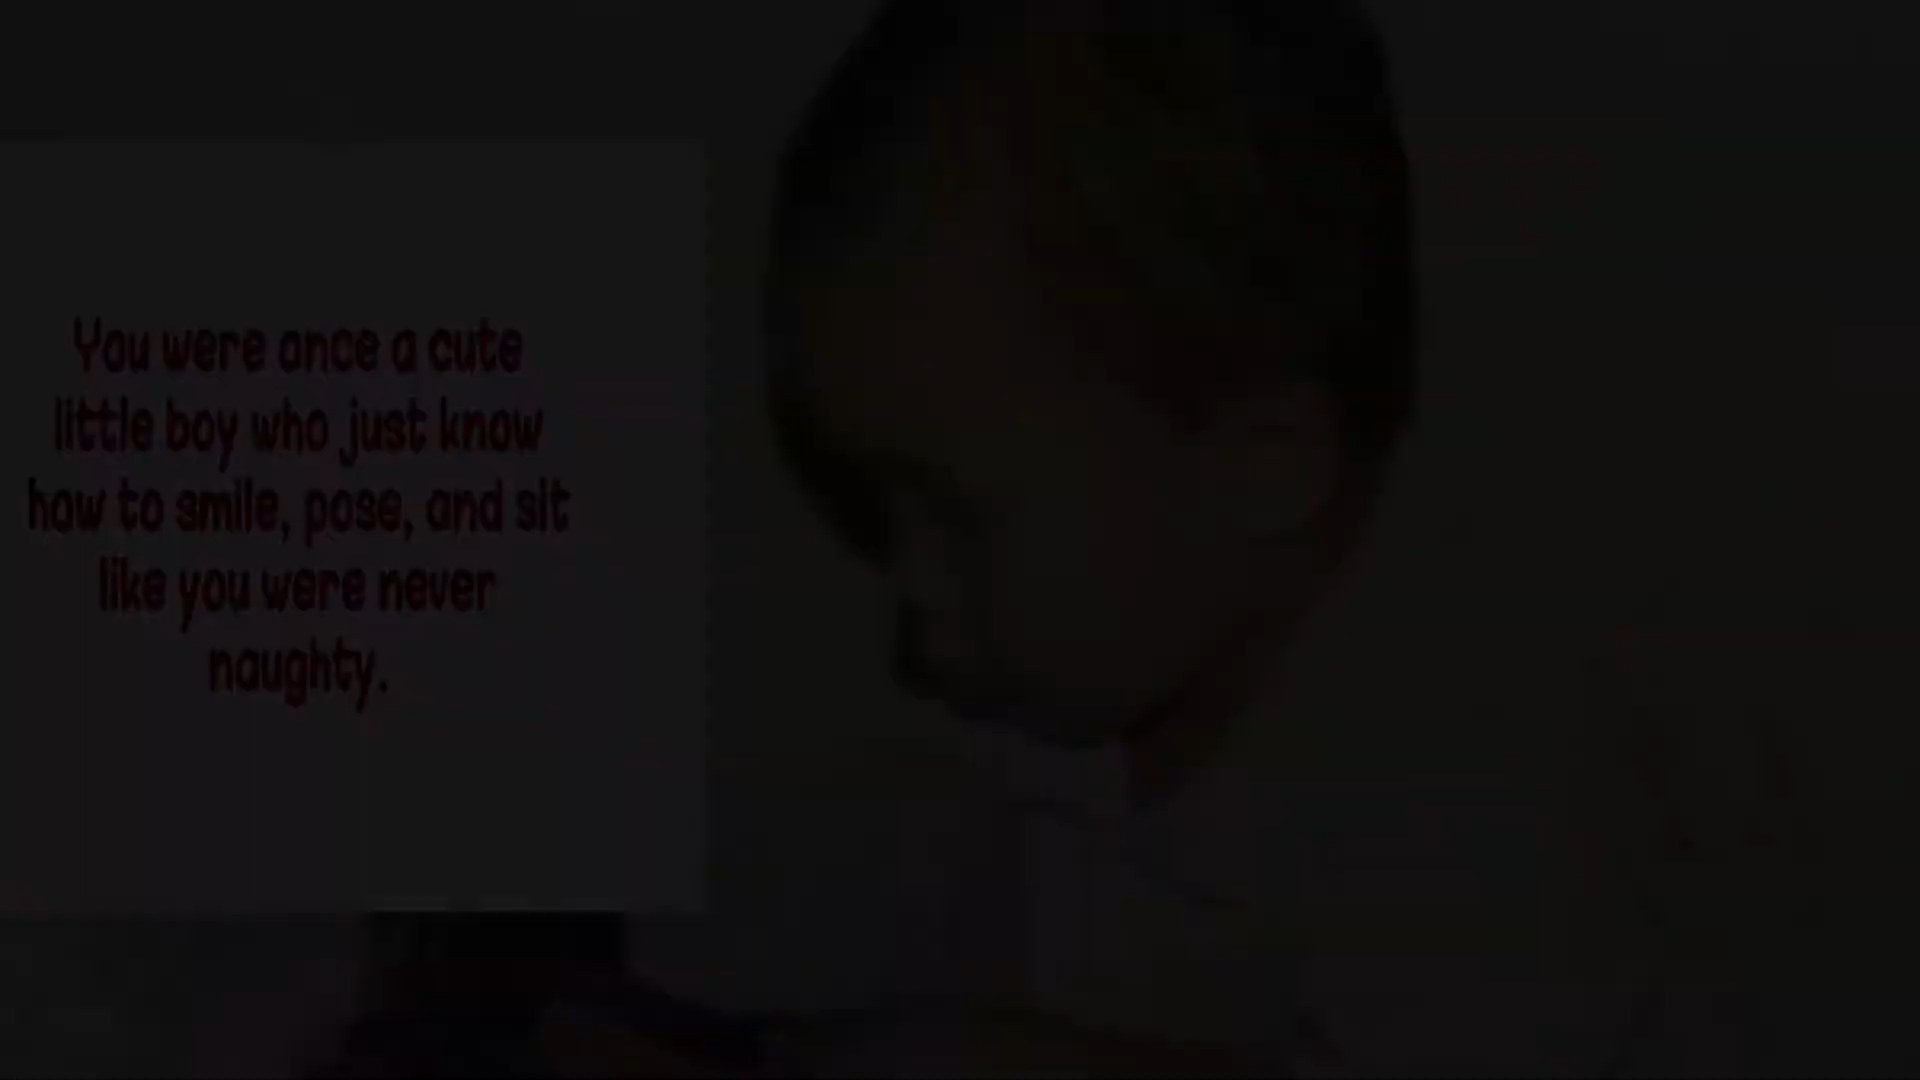 You were once a cute
little boy who just know
how to smile, pose, and sit
like you were never
naughty.